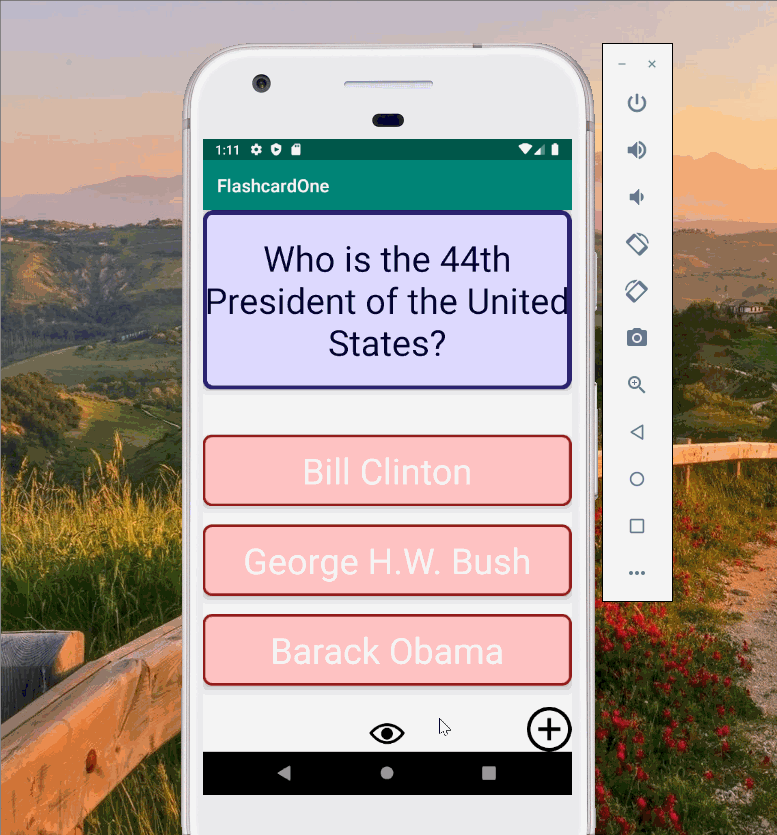 1:11
FlashcardOne
Who is the 44th
President of the United
States?
Bill Clinton
George H.W. Bush
Barack Obama